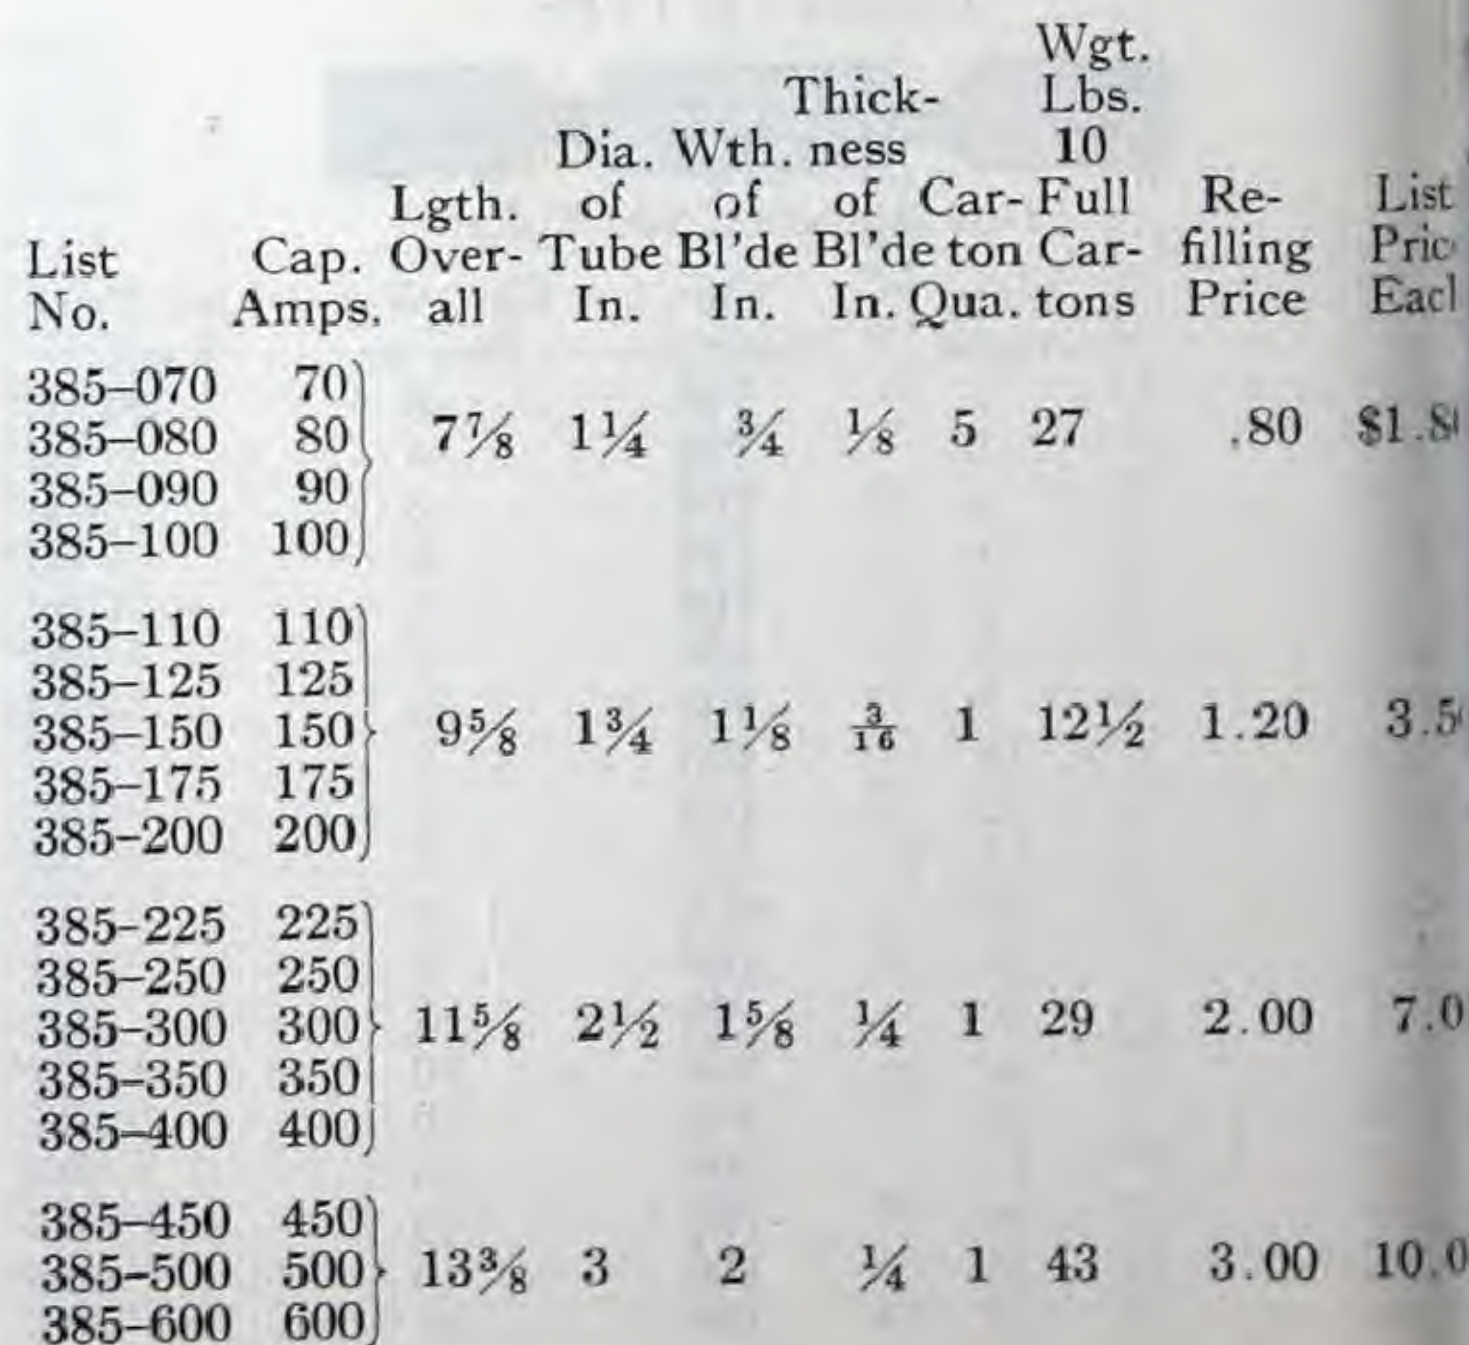 Wgt.
Thick- Lbs.
Dia. Wth. ness 10
Lgth. of of of Car- Full Re- List
List Cap. Over- Tube Bl’de Bl’de ton Car- filling Pric
No. Amps. all In. In. In. Qua. tons Price Eacl
385–070 70
385–080 80 7⅞ 1¼ ¾ ⅛ 5 27 .80 $1.8
385–090 90
385–100 100
385–110 110
385–125 125
385–150 150 9⅝ 1¾ 1⅛ 3/16 1 12½ 1.20 3.5
385–175 175
385–200 200
385–225 225
385–250 250
385–300 300 11⅝ 2½ 1⅝ ¼ 1 29 2.00 7.0
385–350 350
385–400 400
385–450 450
385–500 500 13⅜ 3 2 ¼ 1 43 3.00 10.0
385–600 600